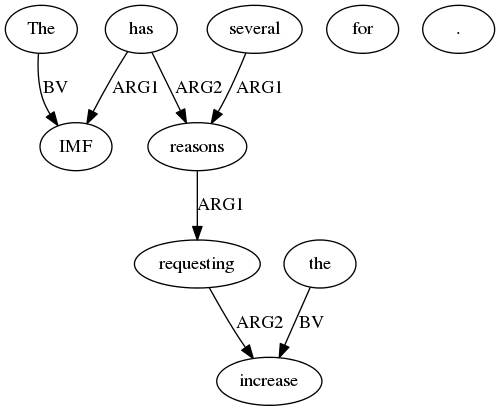 The has several for .
BV ARG1 ARG2 ARG1
IMF reasons
ARG1
requesting the
ARG2 BV
increase